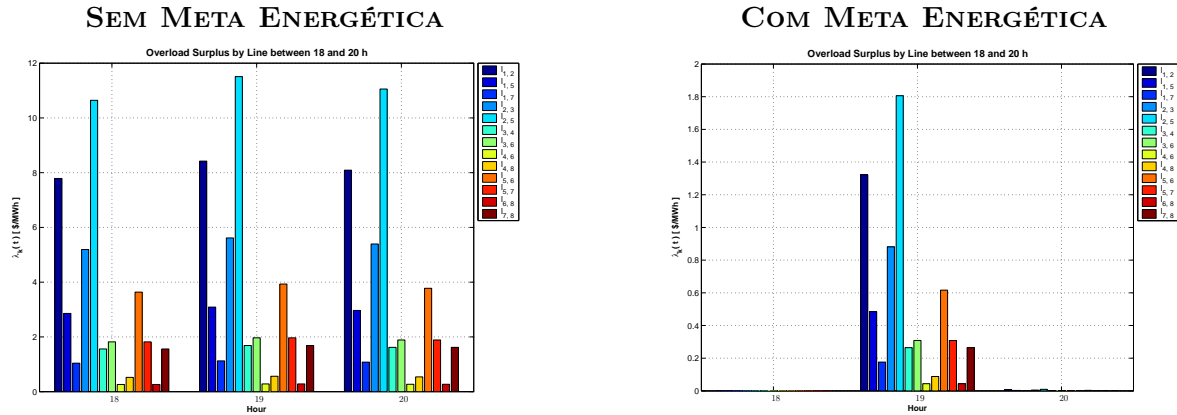 SEM META ENERGÉTICA
Overload Surplus by Line between 18 and 20 h
12
10
8
6
4
2
0
λk(t) [ $/MWh ]
18
19
20
Hour
l1, 2
l1, 5
l1, 7
l2, 3
l2, 5
l3, 4
l3, 6
l4, 6
l4, 8
l5, 6
l5, 7
l6, 8
l7, 8
COM META ENERGÉTICA
Overload Surplus by Line between 18 and 20 h
2
1.8
1.6
1.4
1.2
1
0.8
0.6
0.4
0.2
0
λk(t) [ $/MWh ]
18
19
20
Hour
l1, 2
l1, 5
l1, 7
l2, 3
l2, 5
l3, 4
l3, 6
l4, 6
l4, 8
l5, 6
l5, 7
l6, 8
l7, 8